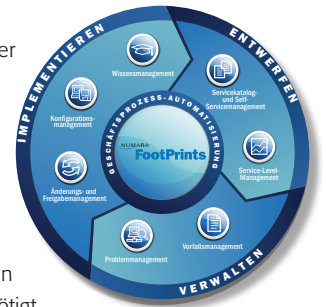 er
IMPLEMENTIEREN
ENTWERFEN
VERWALTEN
GESCHÄFTSPROZESS-AUTOMATISIERUNG
NUMARA®
FootPrints
Wissensmanagement
Servicekatalog-
und Self-
Servicemanagement
Service-Level-
Management
Vorfallsmanagement
Problemmanagement
Änderungs- und
Freigabemanagement
Konfigurations-
management
n
ötigt